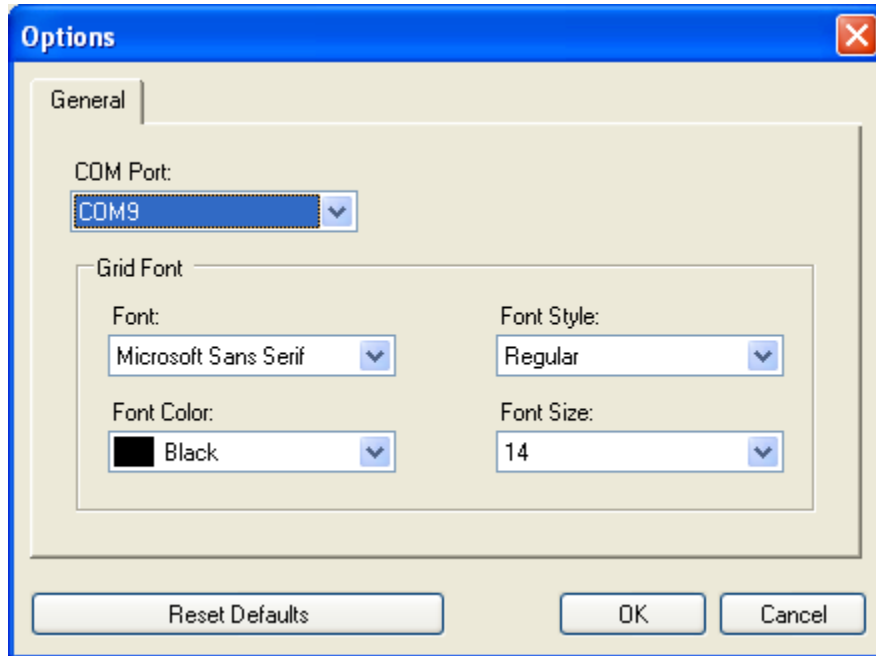 Options
General
COM Port:
COM9
Grid Font
Font:
Font Style:
Microsoft Sans Serif
Regular
Font Color:
Font Size:
Black
14
Reset Defaults
OK
Cancel